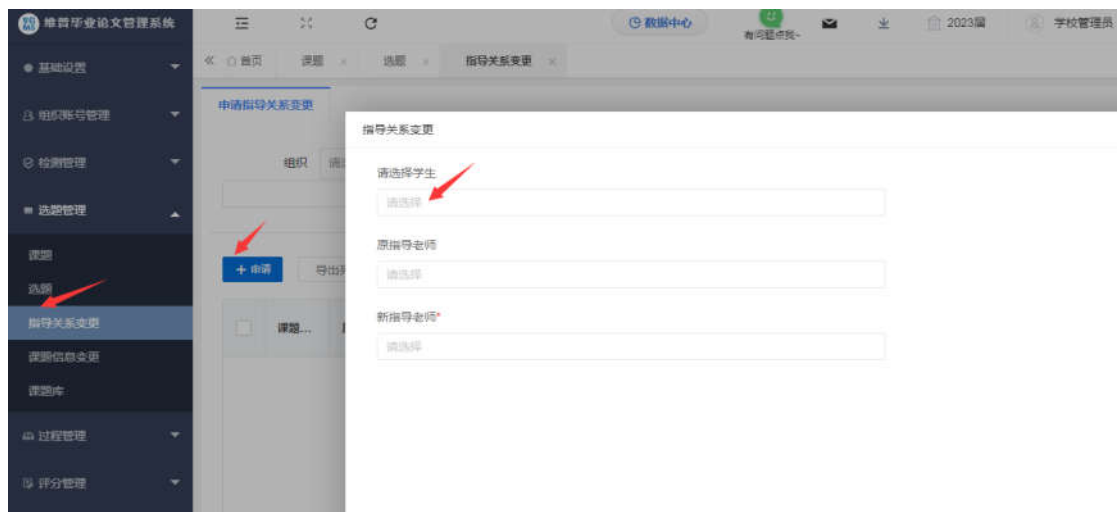 维普毕业论文管理系统
数据中心
有问题点我~
2023届
学校管理员
基础设置
首页
课题
选题
指导关系变更
组织账号管理
申请指导关系变更
指导关系变更
检测管理
组织
请选择学生
请选择
选题管理
课题
+ 申请
原指导老师
请选择
选题
指导关系变更
课题...
新指导老师*
请选择
课题信息变更
课题库
过程管理
评分管理